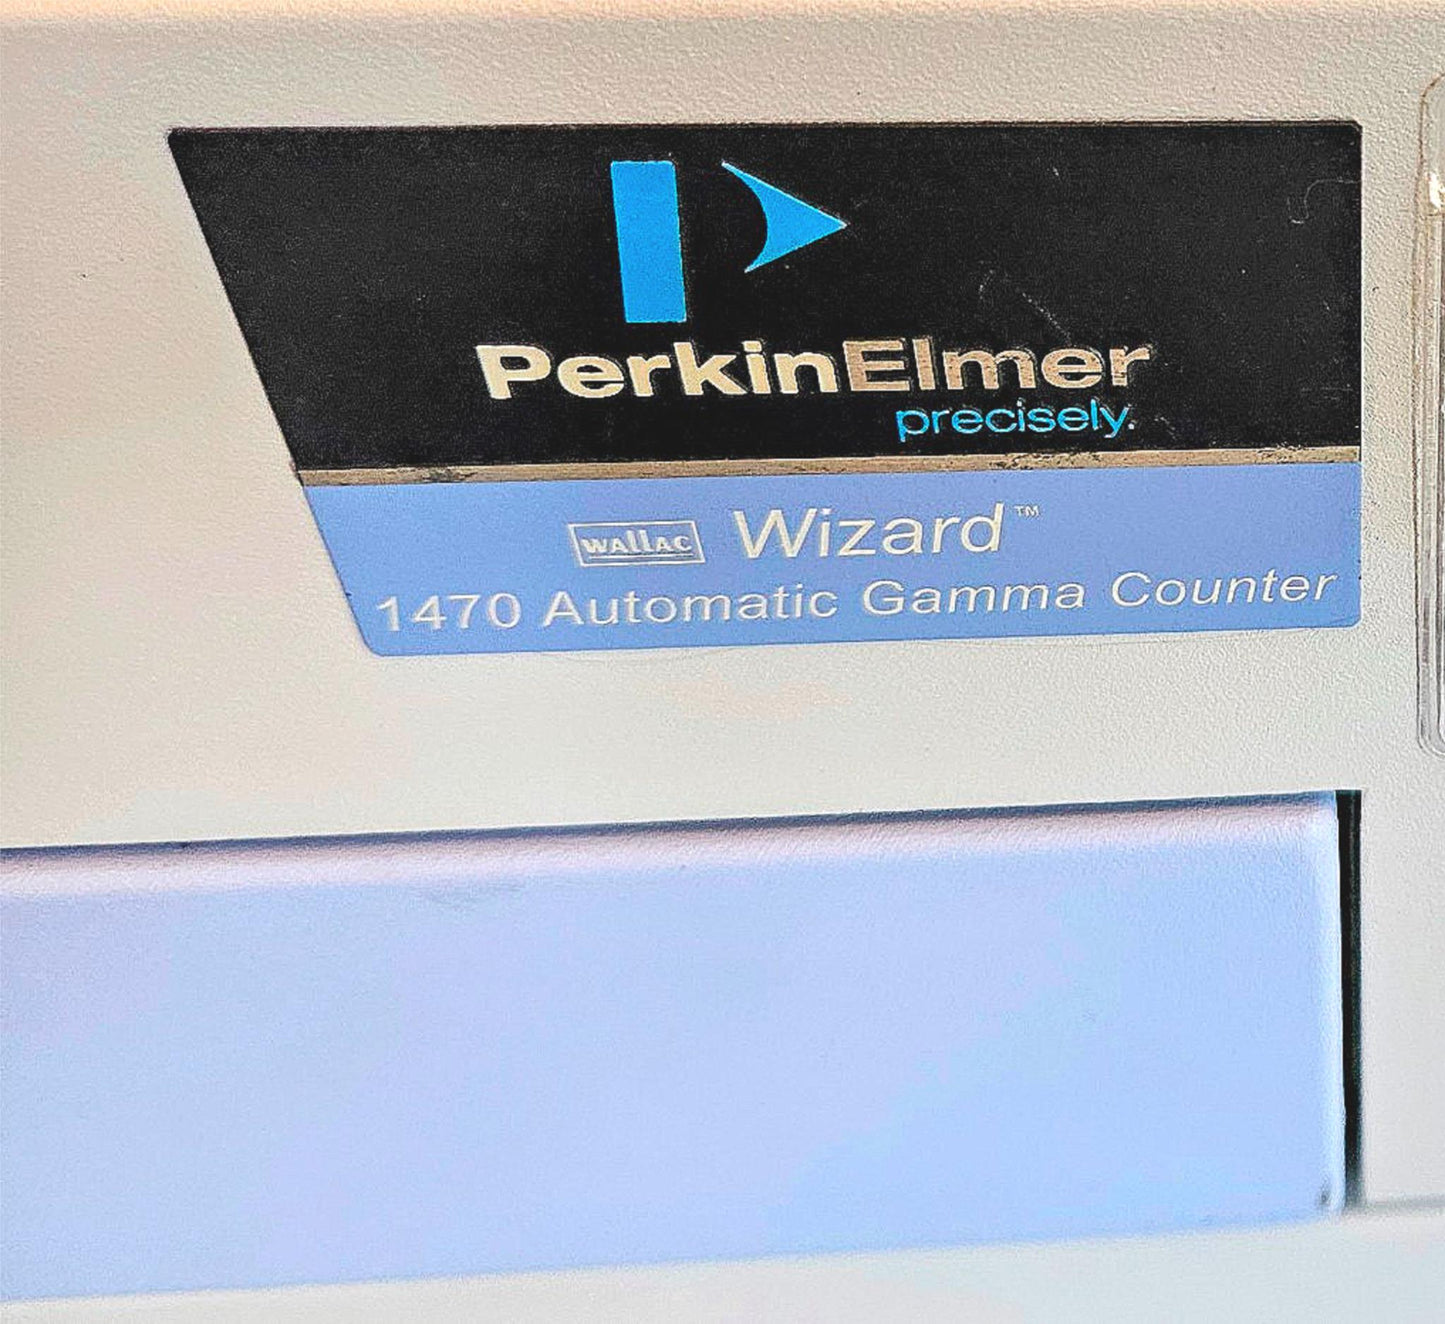 PerkinElmer
precisely.
WALLAC Wizard™
1470 Automatic Gamma Counter